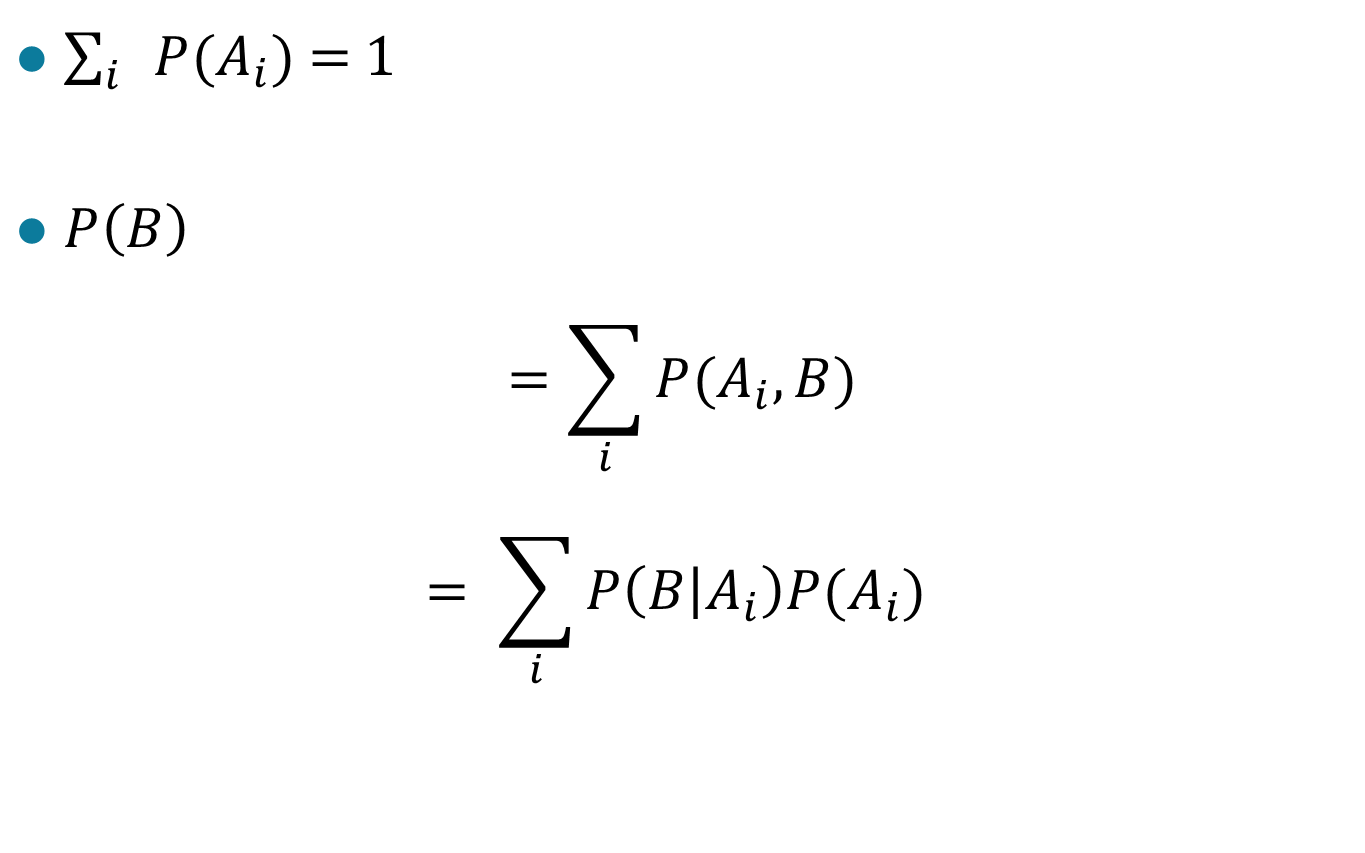 • ∑ᵢ P(Aᵢ) = 1
• P(B)
= ∑ᵢ P(Aᵢ, B)
= ∑ᵢ P(B|Aᵢ)P(Aᵢ)